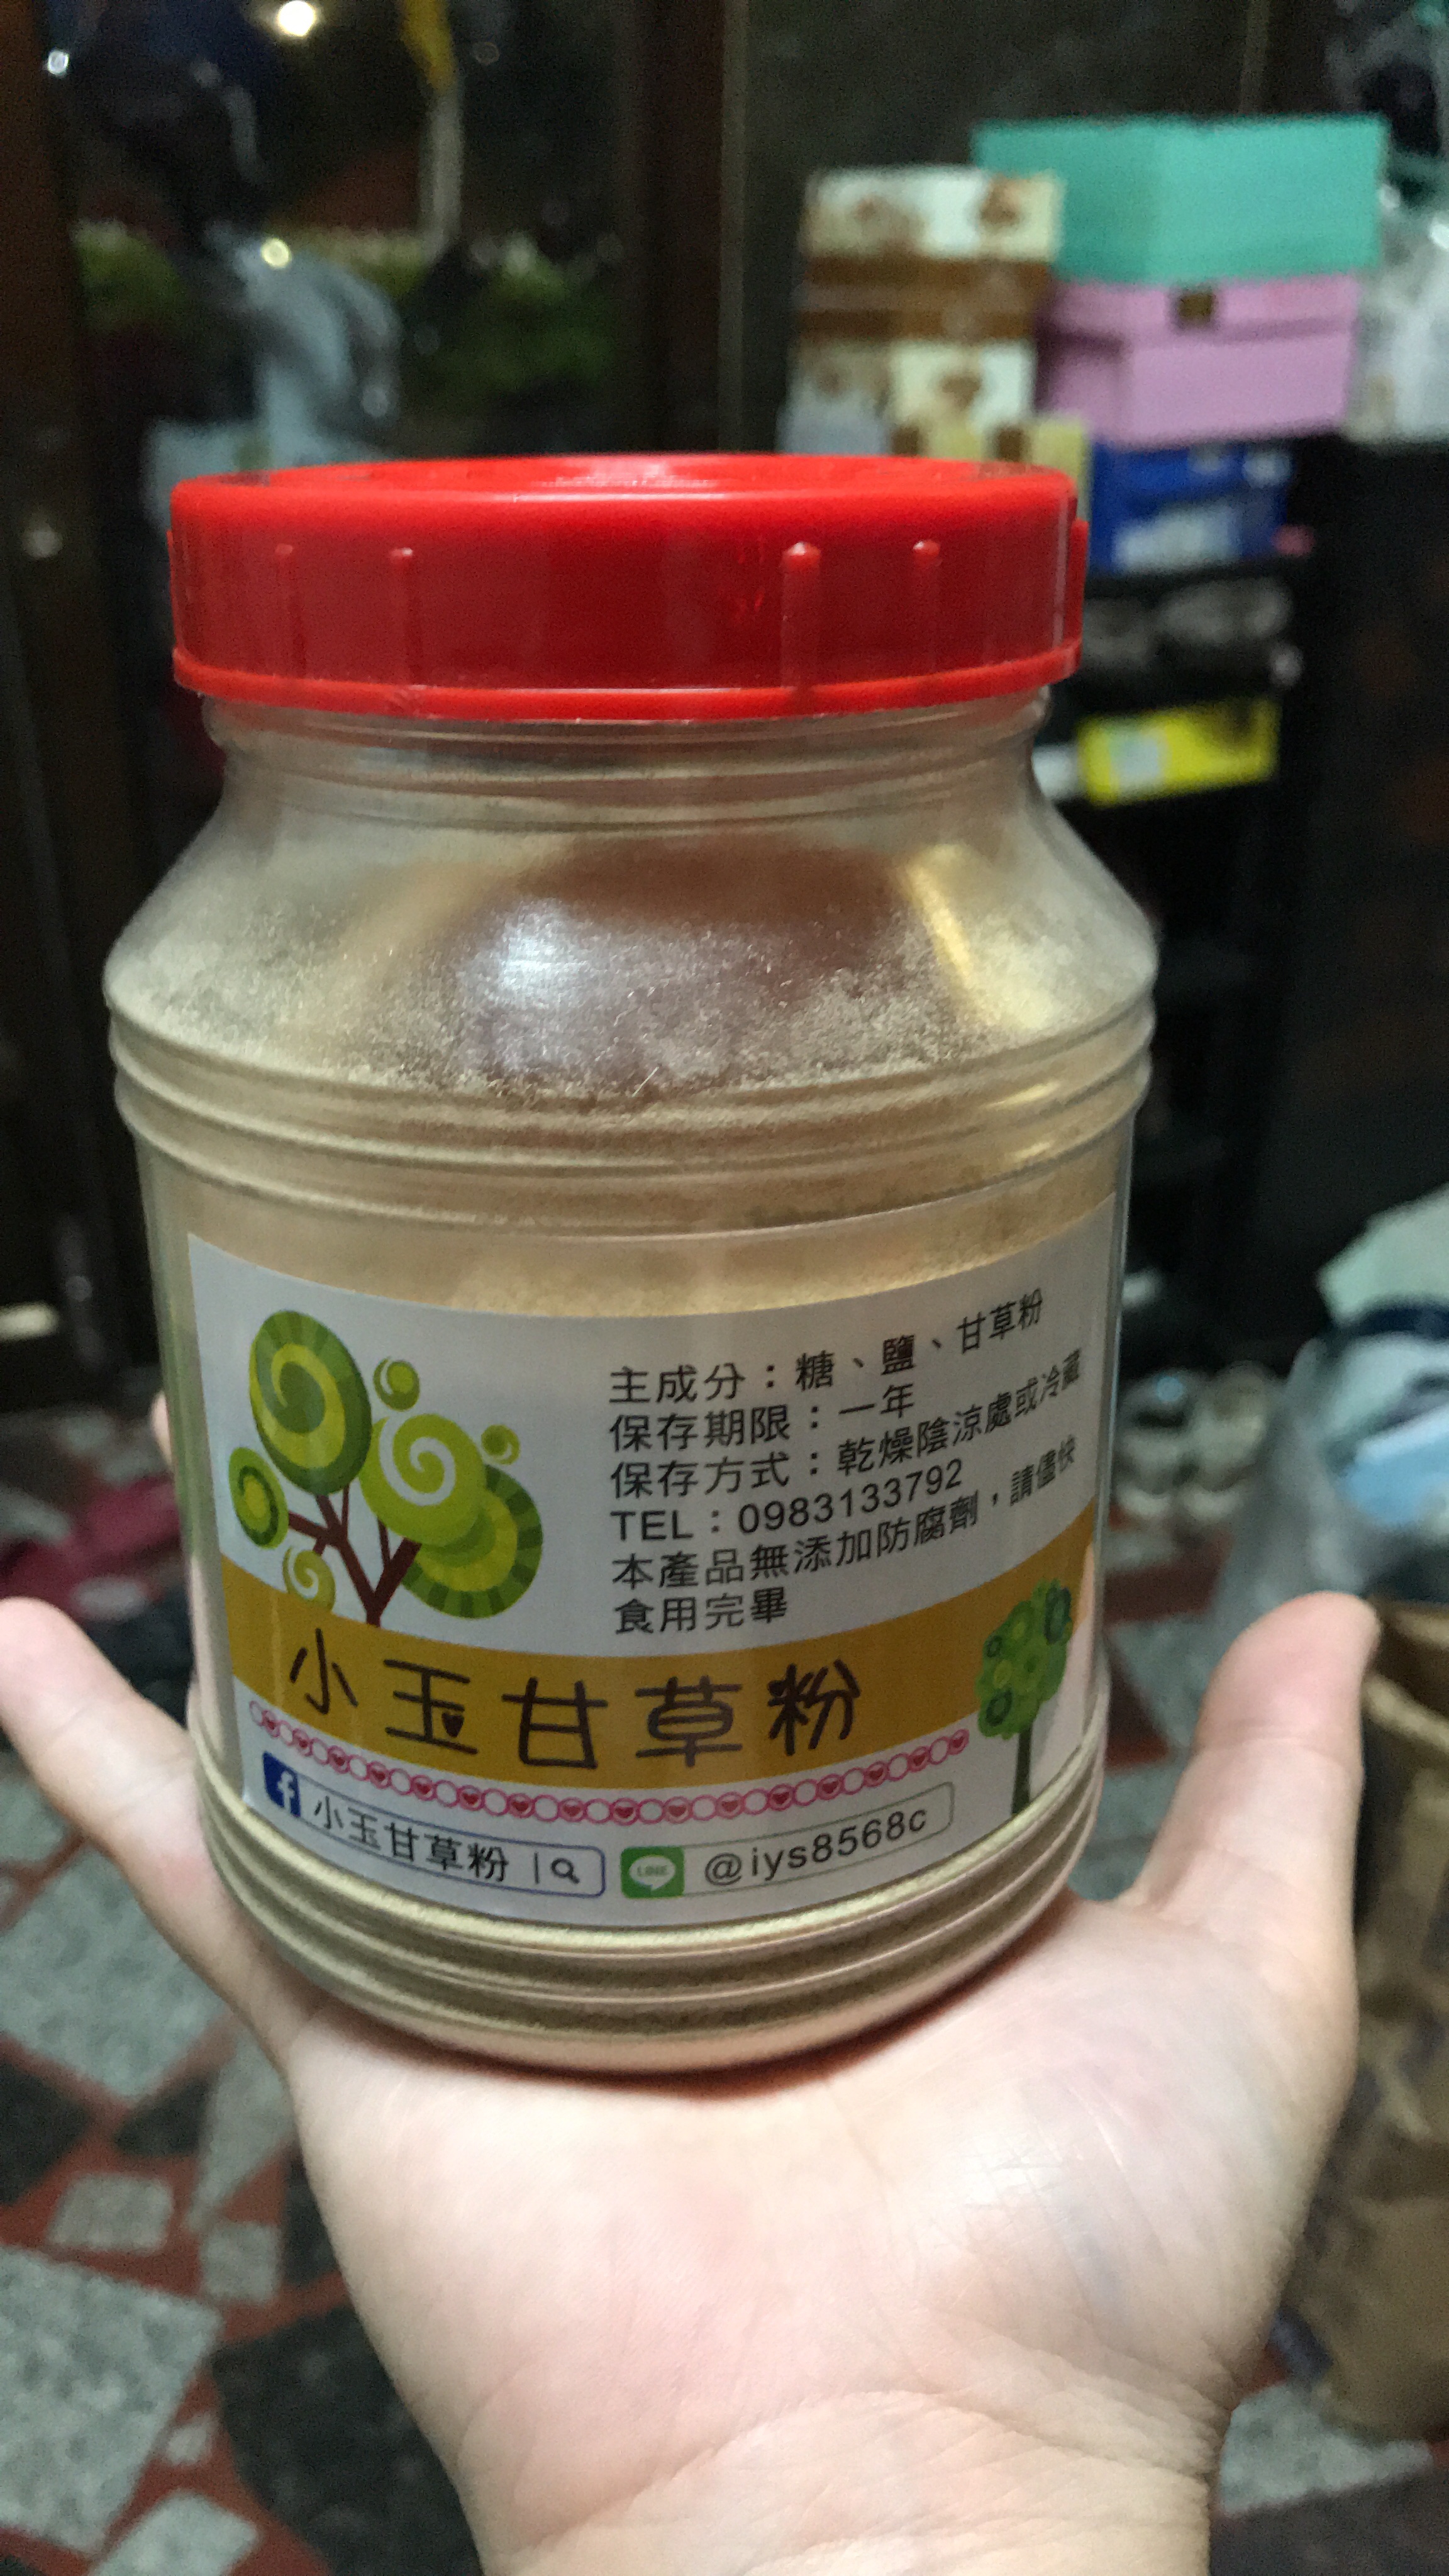 主成分：糖、鹽、甘草粉
保存期限：一年
保存方式：乾燥陰涼處或冷藏
TEL：0983133792
本產品無添加防腐劑，請儘快
食用完畢
小玉甘草粉
f 小玉甘草粉
LINE @iys8568c